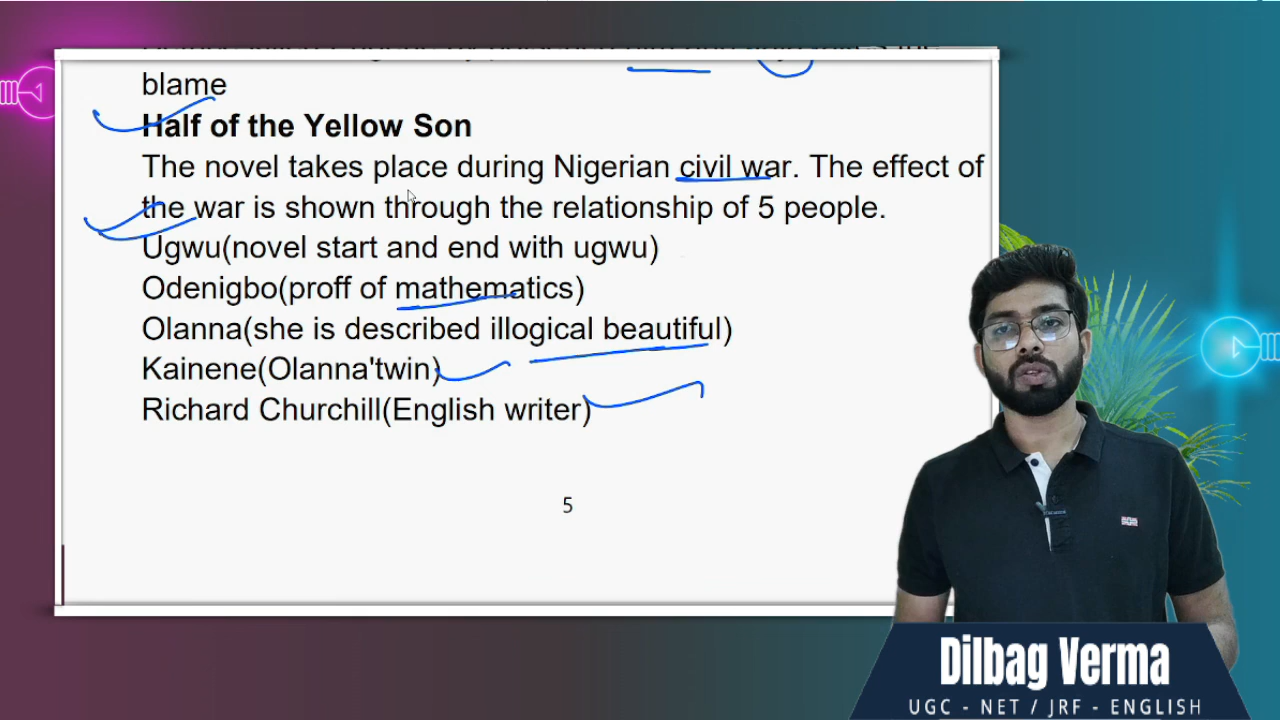 blame
Half of the Yellow Son
The novel takes place during Nigerian civil war. The effect of
the war is shown through the relationship of 5 people.
Ugwu(novel start and end with ugwu)
Odenigbo(proff of mathematics)
Olanna(she is described illogical beautiful)
Kainene(Olanna'twin)
Richard Churchill(English writer)
5
Dilbag Verma
UGC - NET / JRF - ENGLISH